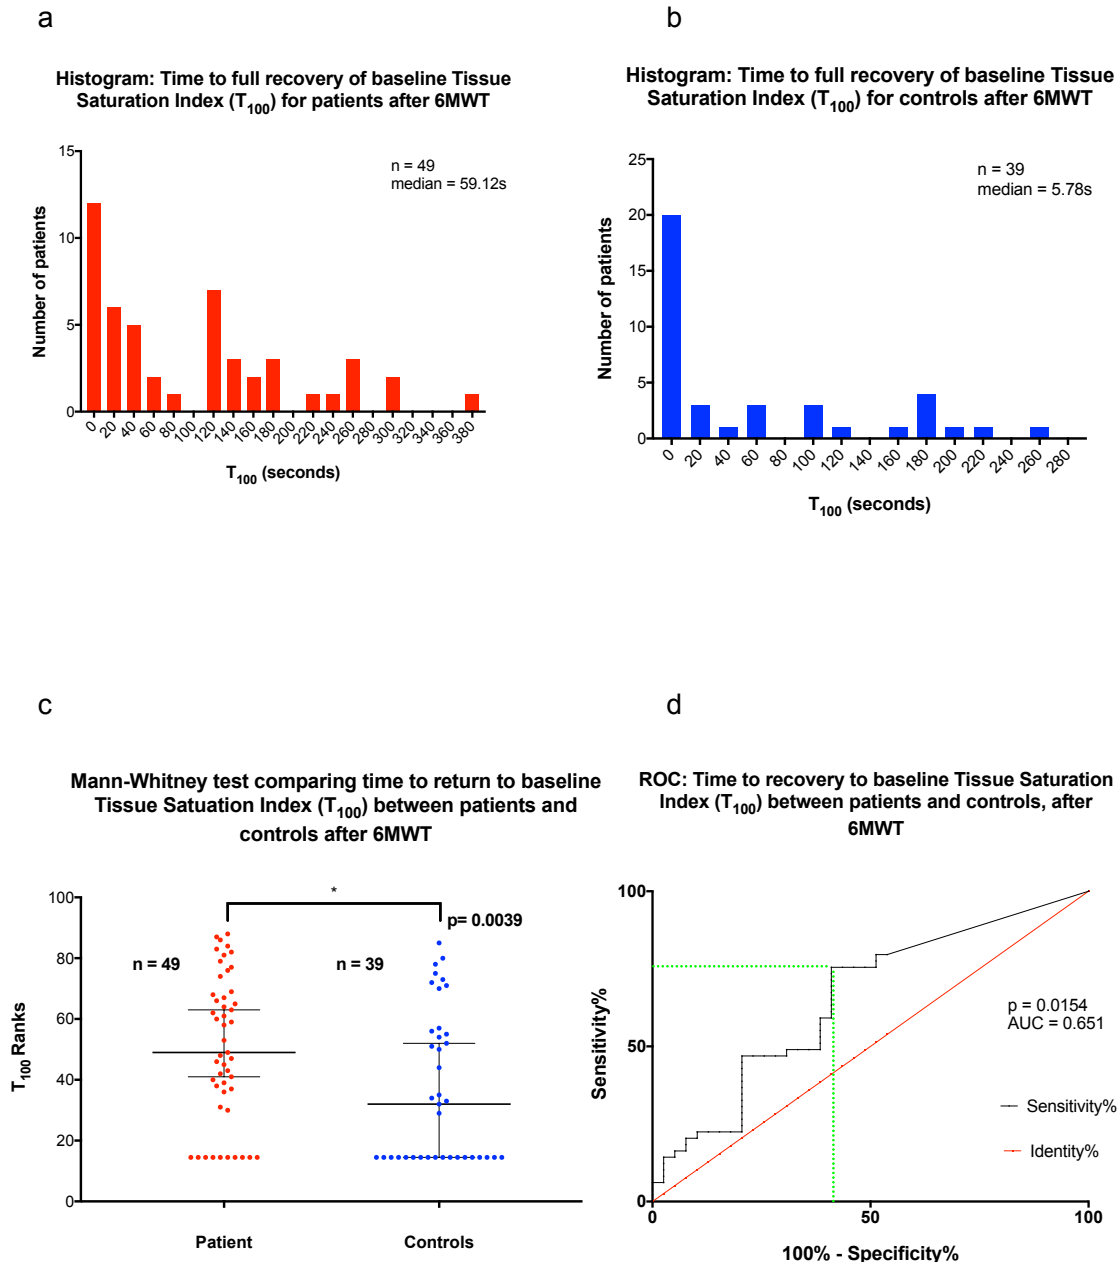 a
Histogram: Time to full recovery of baseline Tissue
Saturation Index (T100) for patients after 6MWT
n = 49
median = 59.12s
Number of patients
15
10
5
0
0 20 40 60 80 100 120 140 160 180 200 220 240 260 280 300 320 340 360 380
T100 (seconds)
b
Histogram: Time to full recovery of baseline Tissue
Saturation Index (T100) for controls after 6MWT
n = 39
median = 5.78s
Number of patients
25
20
15
10
5
0
0 20 40 60 80 100 120 140 160 180 200 220 240 260 280
T100 (seconds)
c
Mann-Whitney test comparing time to return to baseline
Tissue Satuation Index (T100) between patients and
controls after 6MWT
*
p= 0.0039
n = 49
n = 39
T100 Ranks
100
80
60
40
20
0
Patient Controls
d
ROC: Time to recovery to baseline Tissue Saturation
Index (T100) between patients and controls, after
6MWT
Sensitivity%
100
50
0
p = 0.0154
AUC = 0.651
Sensitivity%
Identity%
0 50 100
100% - Specificity%